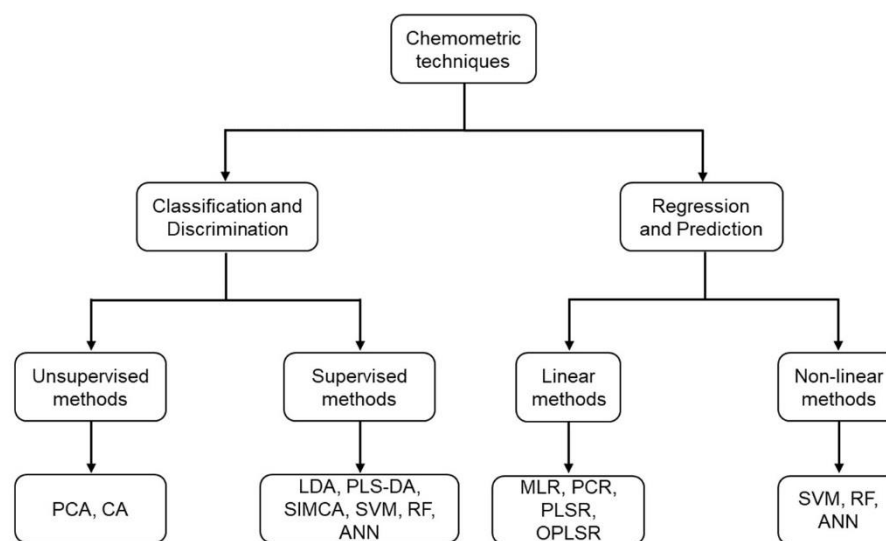 Chemometric
techniques
Classification and
Discrimination
Regression
and Prediction
Unsupervised
methods
Supervised
methods
Linear
methods
Non-linear
methods
PCA, CA
LDA, PLS-DA,
SIMCA, SVM, RF,
ANN
MLR, PCR,
PLSR,
OPLSR
SVM, RF,
ANN